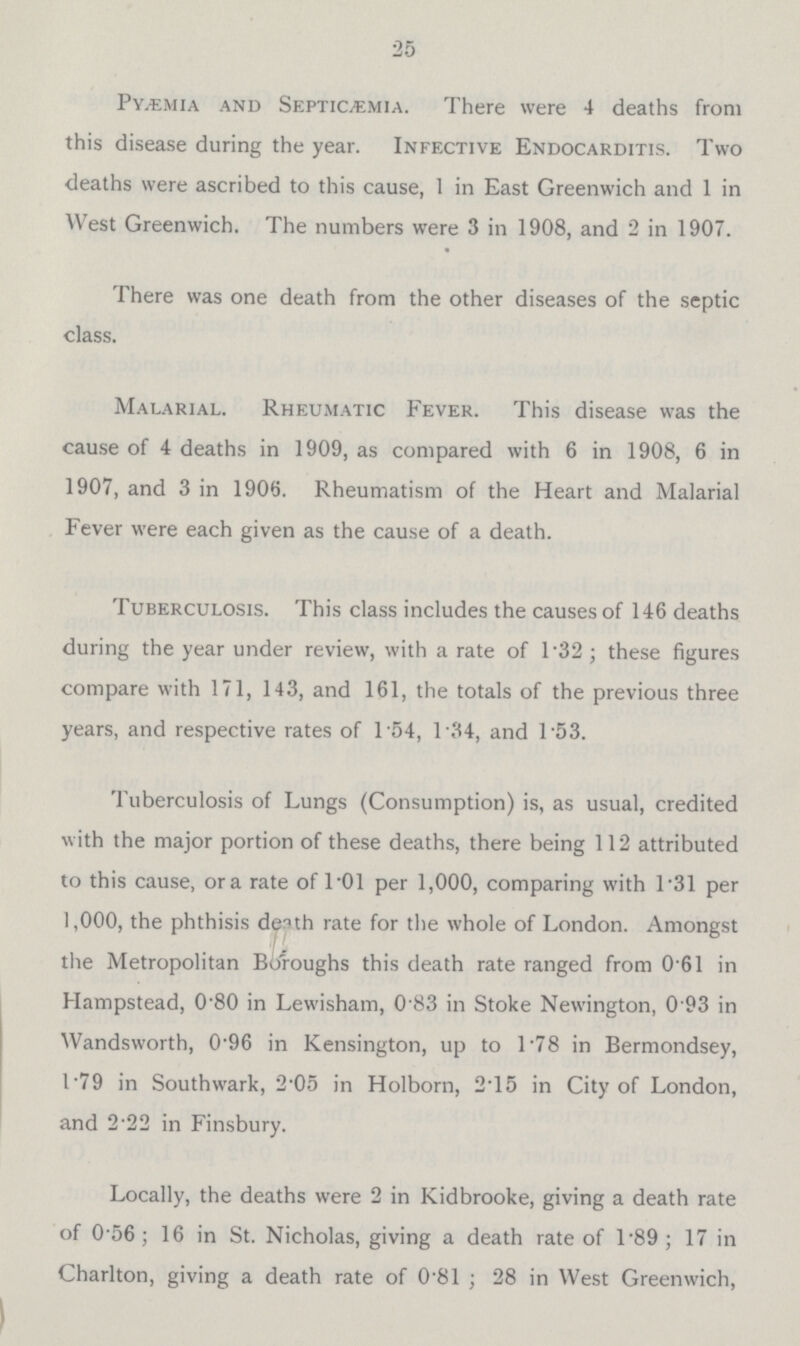 25
PYÆMIA AND SEPTICÆMIA. There were 4 deaths from
this disease during the year. INFECTIVE ENDOCARDITIS. Two
deaths were ascribed to this cause, 1 in East Greenwich and 1 in
West Greenwich. The numbers were 3 in 1908, and 2 in 1907.
There was one death from the other diseases of the septic
class.
MALARIAL. RHEUMATIC FEVER. This disease was the
cause of 4 deaths in 1909, as compared with 6 in 1908, 6 in
1907, and 3 in 1906. Rheumatism of the Heart and Malarial
Fever were each given as the cause of a death.
TUBERCULOSIS. This class includes the causes of 146 deaths
during the year under review, with a rate of 1·32 ; these figures
compare with 171, 143, and 161, the totals of the previous three
years, and respective rates of 1·54, 1·34, and 1·53.
Tuberculosis of Lungs (Consumption) is, as usual, credited
with the major portion of these deaths, there being 112 attributed
to this cause, or a rate of 1·01 per 1,000, comparing with 1·31 per
1,000, the phthisis death rate for the whole of London. Amongst
the Metropolitan Boroughs this death rate ranged from 0·61 in
Hampstead, 0·80 in Lewisham, 0·83 in Stoke Newington, 0·93 in
Wandsworth, 0·96 in Kensington, up to 1·78 in Bermondsey,
1·79 in Southwark, 2·05 in Holborn, 2·15 in City of London,
and 2·22 in Finsbury.
Locally, the deaths were 2 in Kidbrooke, giving a death rate
of 0·56 ; 16 in St. Nicholas, giving a death rate of 1·89 ; 17 in
Charlton, giving a death rate of 0·81 ; 28 in West Greenwich,